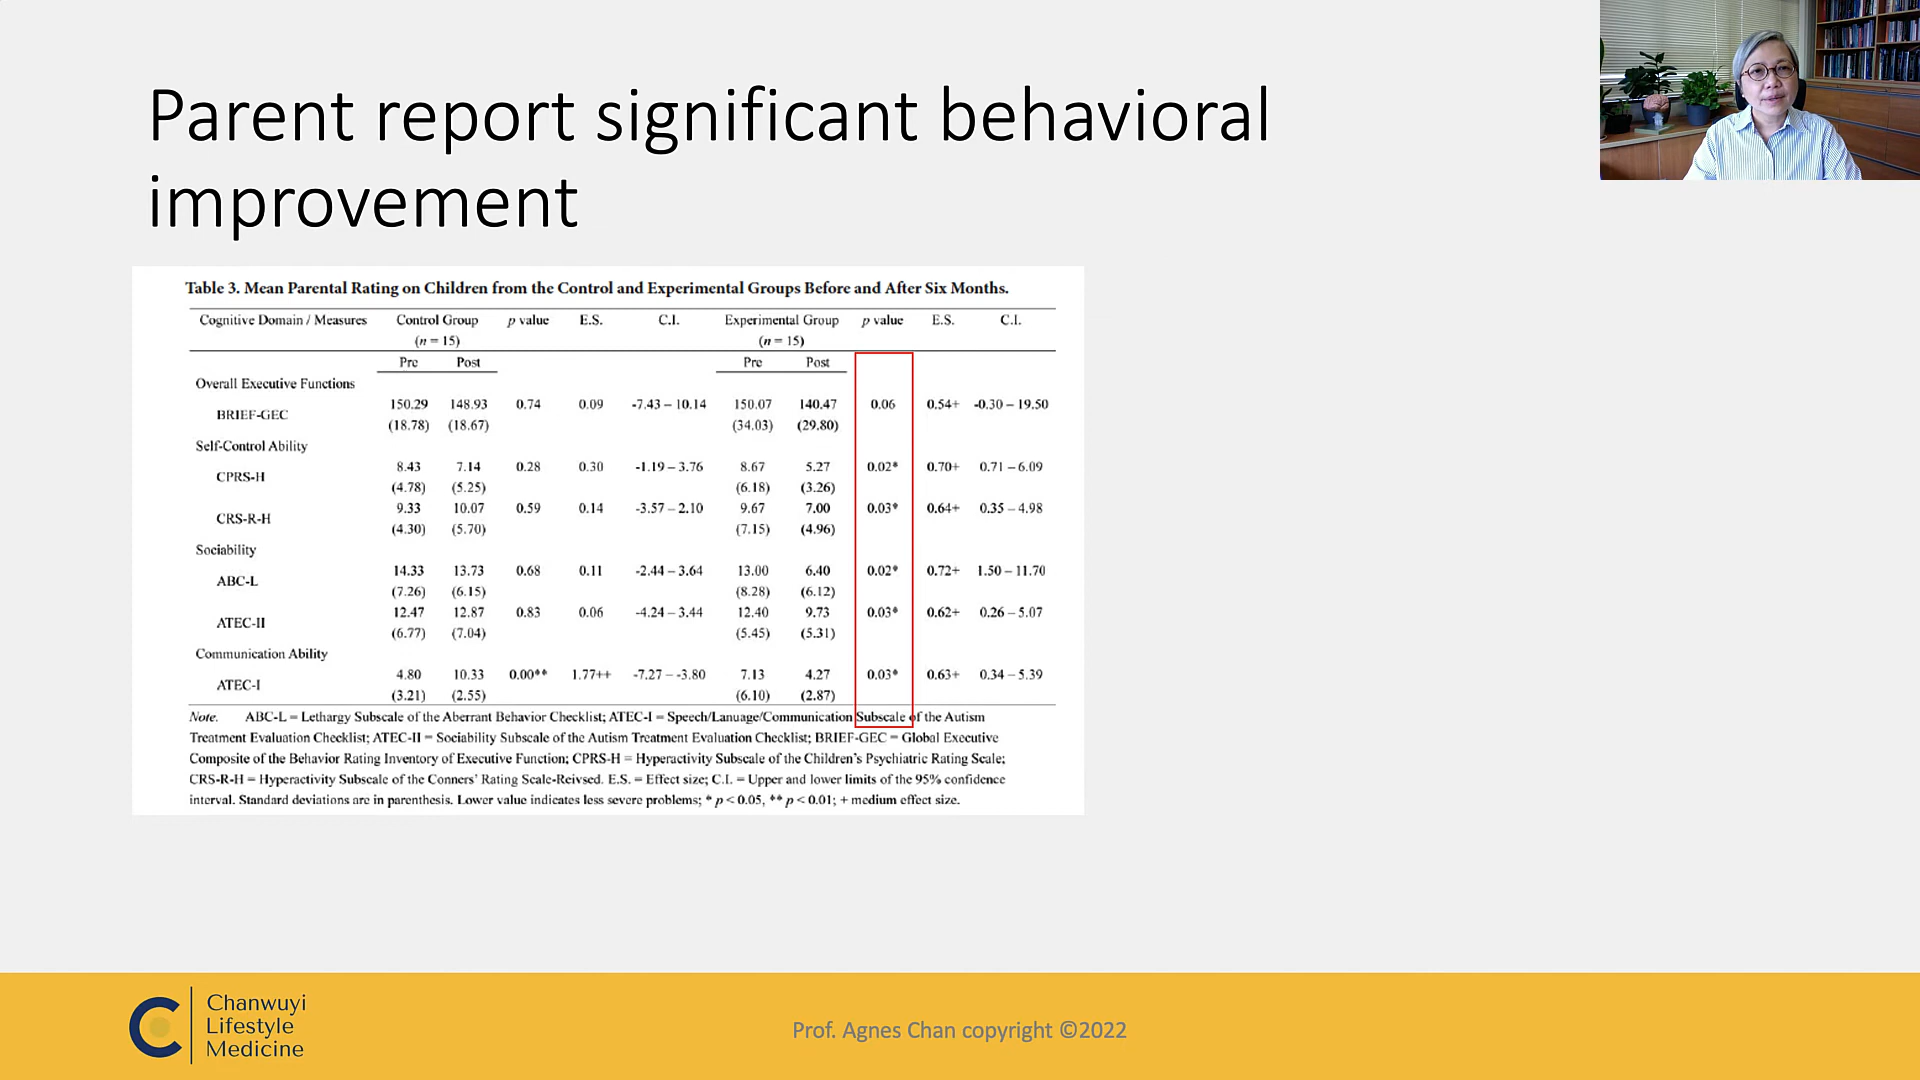 Parent report significant behavioral
improvement
Table 3. Mean Parental Rating on Children from the Control and Experimental Groups Before and After Six Months.
Cognitive Domain / Measures Control Group p value E.S. C.I. Experimental Group p value E.S. C.I.
(n = 15) (n = 15)
Pre Post Pre Post
Overall Executive Functions
BRIEF-GEC 150.29 148.93 0.74 0.09 -7.43 – 10.14 150.07 140.47 0.06 0.54+ -0.30 – 19.50
(18.78) (18.67) (34.03) (29.80)
Self-Control Ability
CPRS-H 8.43 7.14 0.28 0.30 -1.19 – 3.76 8.67 5.27 0.02* 0.70+ 0.71 – 6.09
(4.78) (5.25) (6.18) (3.26)
CRS-R-H 9.33 10.07 0.59 0.14 -3.57 – 2.10 9.67 7.00 0.03* 0.64+ 0.35 – 4.98
(4.30) (5.70) (7.15) (4.96)
Sociability
ABC-L 14.33 13.73 0.68 0.11 -2.44 – 3.64 13.00 6.40 0.02* 0.72+ 1.50 – 11.70
(7.26) (6.15) (8.28) (6.12)
ATEC-II 12.47 12.87 0.83 0.06 -4.24 – 3.44 12.40 9.73 0.03* 0.62+ 0.26 – 5.07
(6.77) (7.04) (5.45) (5.31)
Communication Ability
ATEC-I 4.80 10.33 0.00** 1.77++ -7.27 – -3.80 7.13 4.27 0.03* 0.63+ 0.34 – 5.39
(3.21) (2.55) (6.10) (2.87)
Note. ABC-L = Lethargy Subscale of the Aberrant Behavior Checklist; ATEC-I = Speech/Lanuage/Communication Subscale of the Autism
Treatment Evaluation Checklist; ATEC-II = Sociability Subscale of the Autism Treatment Evaluation Checklist; BRIEF-GEC = Global Executive
Composite of the Behavior Rating Inventory of Executive Function; CPRS-H = Hyperactivity Subscale of the Children's Psychiatric Rating Scale;
CRS-R-H = Hyperactivity Subscale of the Conners' Rating Scale-Reivsed. E.S. = Effect size; C.I. = Upper and lower limits of the 95% confidence
interval. Standard deviations are in parenthesis. Lower value indicates less severe problems; * p < 0.05, ** p < 0.01; + medium effect size.
Chanwuyi
Lifestyle
Medicine
Prof. Agnes Chan copyright ©2022